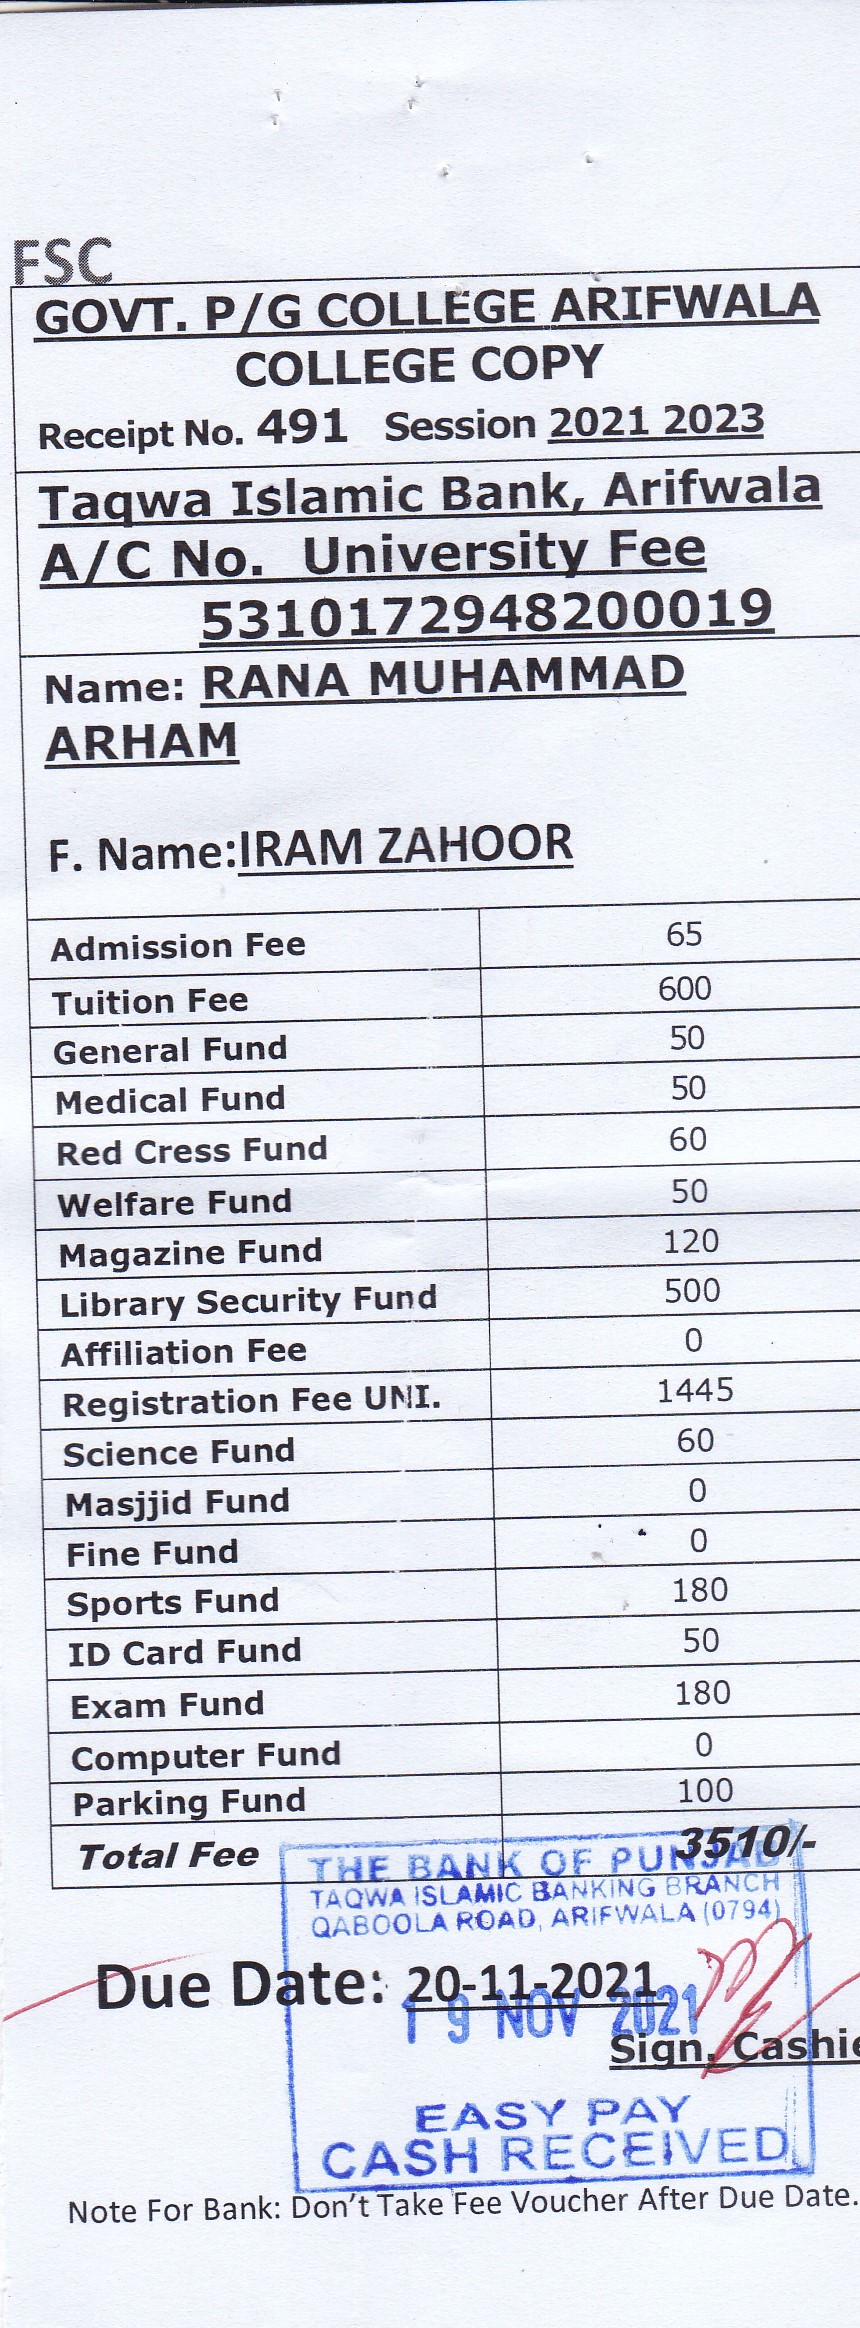 FSC
GOVT. P/G COLLEGE ARIFWALA
COLLEGE COPY
Receipt No. 491 Session 2021 2023
Taqwa Islamic Bank, Arifwala
A/C No. University Fee
5310172948200019
Name: RANA MUHAMMAD
ARHAM
F. Name:IRAM ZAHOOR
Admission Fee 65
Tuition Fee 600
General Fund 50
Medical Fund 50
Red Cress Fund 60
Welfare Fund 50
Magazine Fund 120
Library Security Fund 500
Affiliation Fee 0
Registration Fee UNI. 1445
Science Fund 60
Masjjid Fund 0
Fine Fund 0
Sports Fund 180
ID Card Fund 50
Exam Fund 180
Computer Fund 0
Parking Fund 100
Total Fee 3510/-
THE BANK OF PUNJAB
TAQWA ISLAMIC BANKING BRANCH
QABOOLA ROAD, ARIFWALA (0794)
Due Date: 20-11-2021
19 NOV 2021
Sign. Cashie
EASY PAY
CASH RECEIVED
Note For Bank: Don't Take Fee Voucher After Due Date.